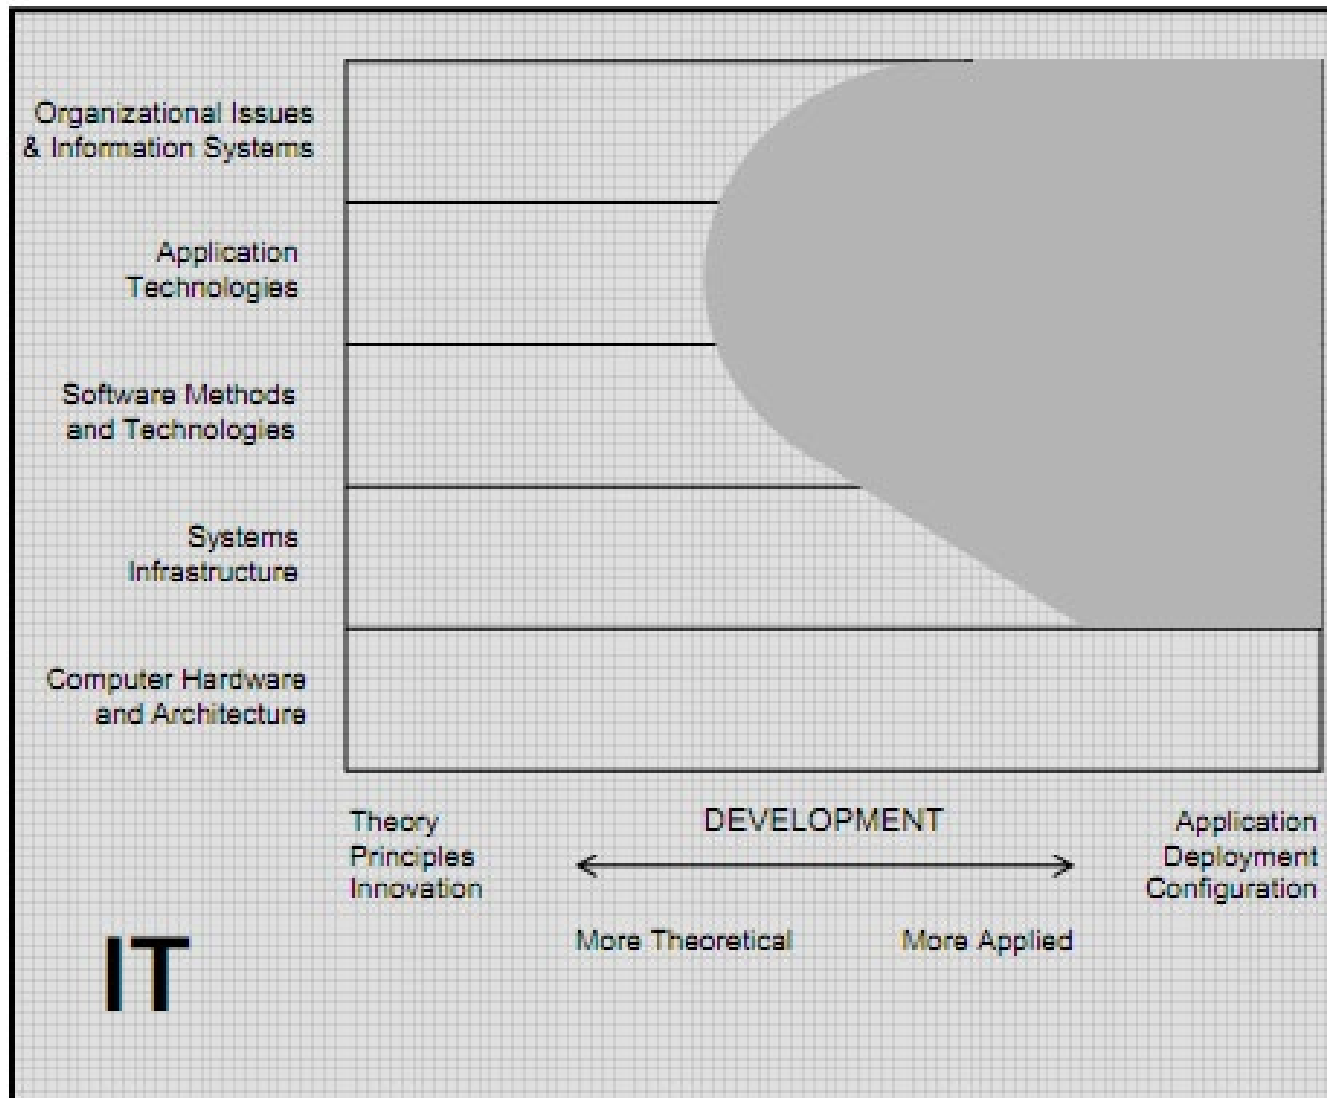 Organizational Issues
& Information Systems
Application
Technologies
Software Methods
and Technologies
Systems
Infrastructure
Computer Hardware
and Architecture
Theory
Principles
Innovation
DEVELOPMENT
Application
Deployment
Configuration
More Theoretical
More Applied
IT